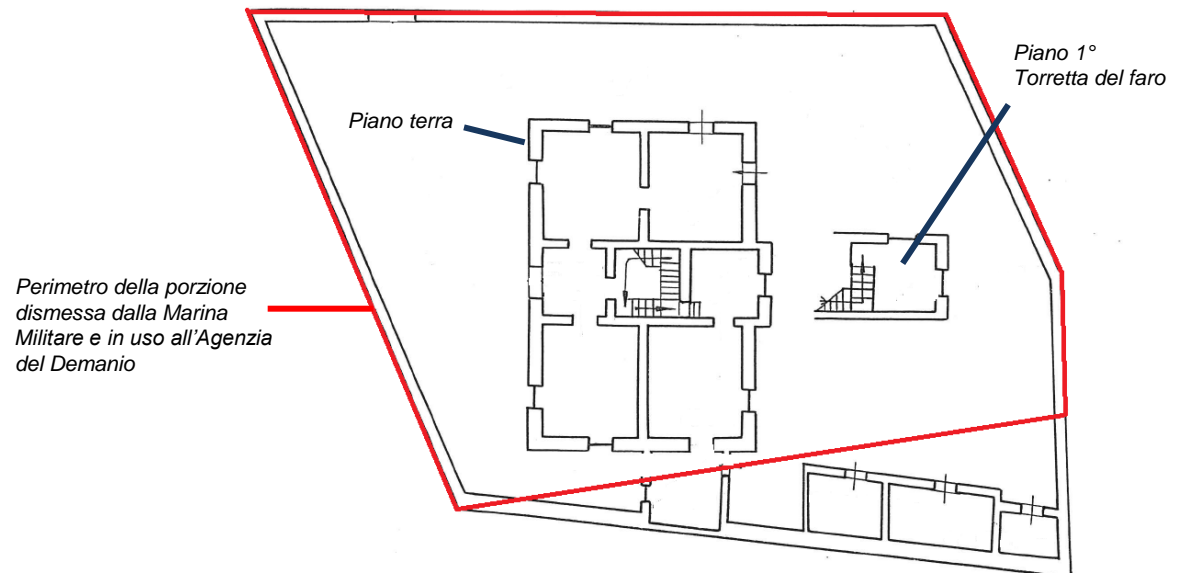 Piano 1°
Torretta del faro
Piano terra
Perimetro della porzione
dismessa dalla Marina
Militare e in uso all’Agenzia
del Demanio